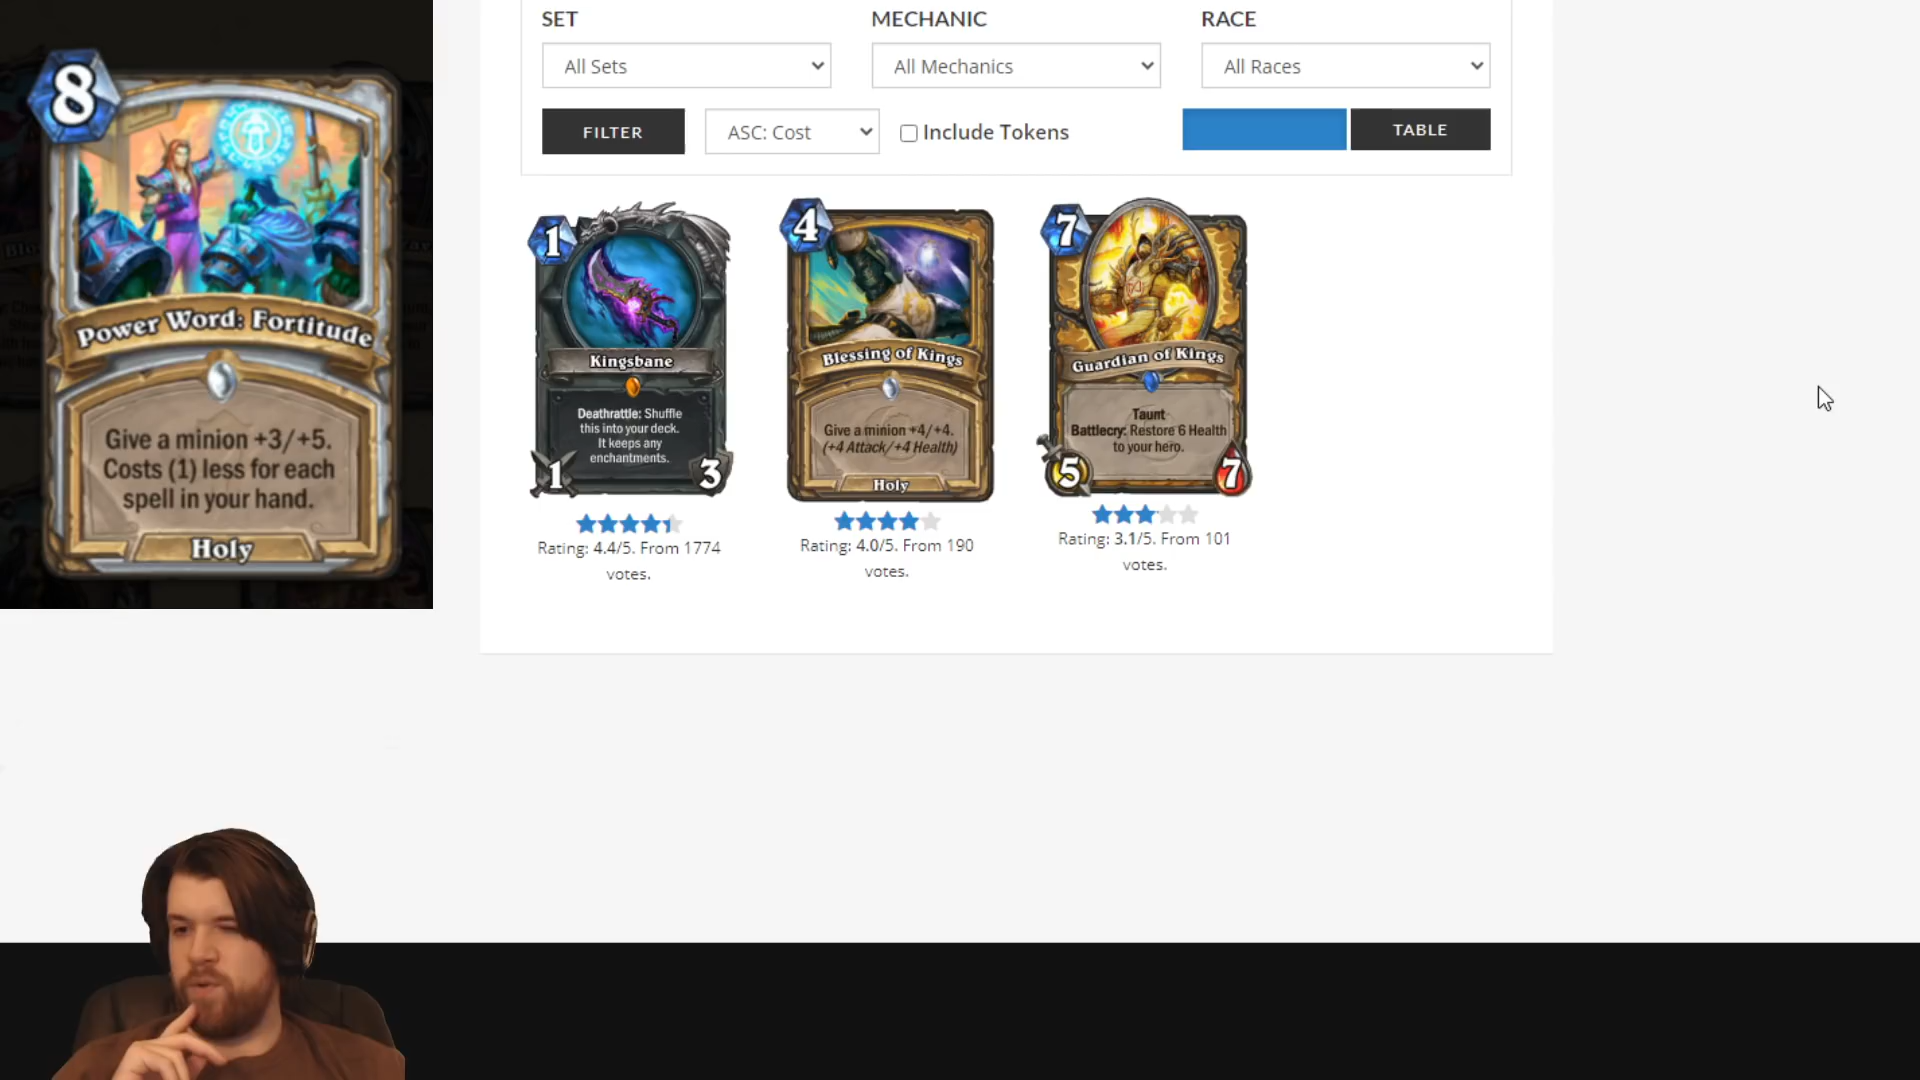 SET
MECHANIC
RACE
All Sets
All Mechanics
All Races
FILTER
ASC: Cost
Include Tokens
TABLE
8
Power Word: Fortitude
Give a minion +3/+5.
Costs (1) less for each
spell in your hand.
Holy
1
Kingsbane
Deathrattle: Shuffle
this into your deck.
It keeps any
enchantments.
1
3
Rating: 4.4/5. From 1774
votes.
4
Blessing of Kings
Give a minion +4/+4.
(+4 Attack/+4 Health)
Holy
Rating: 4.0/5. From 190
votes.
7
Guardian of Kings
Taunt
Battlecry: Restore 6 Health
to your hero.
5
7
Rating: 3.1/5. From 101
votes.